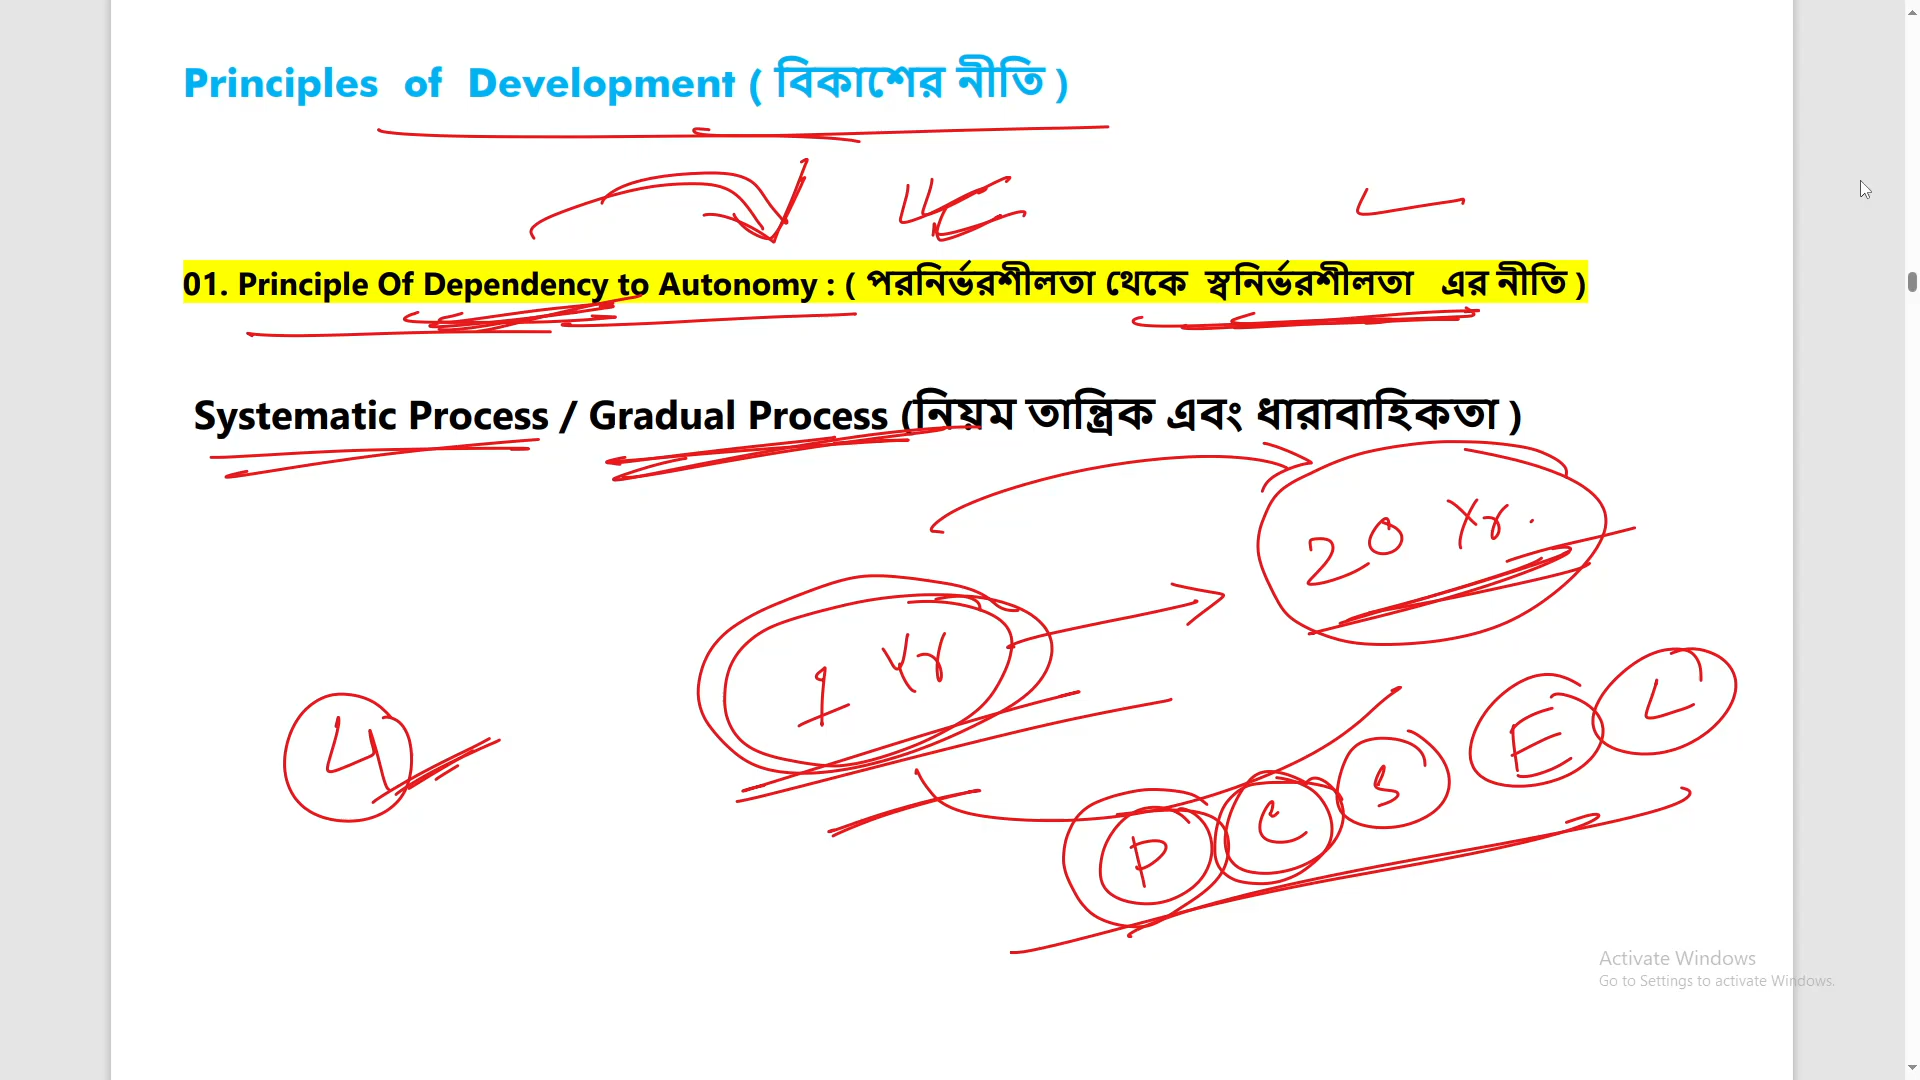 Principles of Development ( বিকাশের নীতি )
01. Principle Of Dependency to Autonomy : ( পরনির্ভরশীলতা থেকে স্বনির্ভরশীলতা এর নীতি )
Systematic Process / Gradual Process (নিয়ম তান্ত্রিক এবং ধারাবাহিকতা )
20 Yr.
1 Yr
4
P C S E L
Activate Windows
Go to Settings to activate Windows.